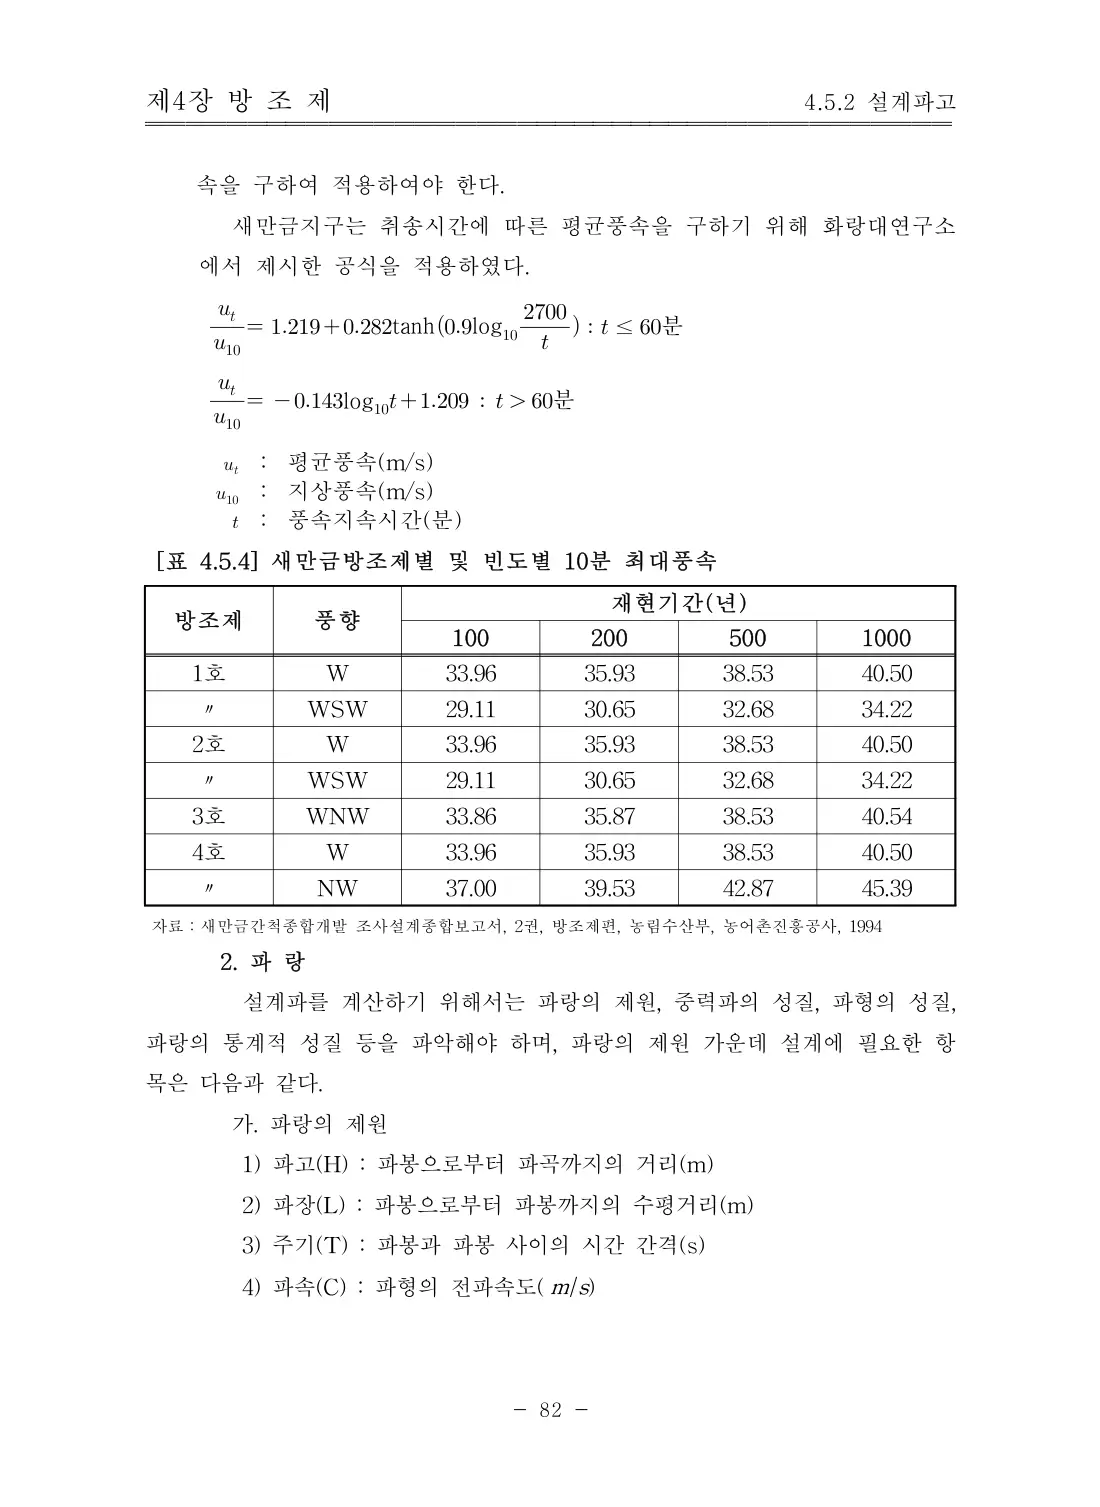 제4장 방 조 제 4.5.2 설계파고
속을 구하여 적용하여야 한다.
새만금지구는 취송시간에 따른 평균풍속을 구하기 위해 화랑대연구소
에서 제시한 공식을 적용하였다.
u_t/u_10 = 1.219+0.282tanh(0.9log_10 2700/t) : t ≤ 60분
u_t/u_10 = -0.143log_10 t+1.209 : t > 60분
u_t : 평균풍속(m/s)
u_10 : 지상풍속(m/s)
t : 풍속지속시간(분)
[표 4.5.4] 새만금방조제별 및 빈도별 10분 최대풍속
방조제 풍향 재현기간(년)
100 200 500 1000
1호 W 33.96 35.93 38.53 40.50
〃 WSW 29.11 30.65 32.68 34.22
2호 W 33.96 35.93 38.53 40.50
〃 WSW 29.11 30.65 32.68 34.22
3호 WNW 33.86 35.87 38.53 40.54
4호 W 33.96 35.93 38.53 40.50
〃 NW 37.00 39.53 42.87 45.39
자료 : 새만금간척종합개발 조사설계종합보고서, 2권, 방조제편, 농림수산부, 농어촌진흥공사, 1994
2. 파 랑
설계파를 계산하기 위해서는 파랑의 제원, 중력파의 성질, 파형의 성질,
파랑의 통계적 성질 등을 파악해야 하며, 파랑의 제원 가운데 설계에 필요한 항
목은 다음과 같다.
가. 파랑의 제원
1) 파고(H) : 파봉으로부터 파곡까지의 거리(m)
2) 파장(L) : 파봉으로부터 파봉까지의 수평거리(m)
3) 주기(T) : 파봉과 파봉 사이의 시간 간격(s)
4) 파속(C) : 파형의 전파속도( m/s)
- 82 -